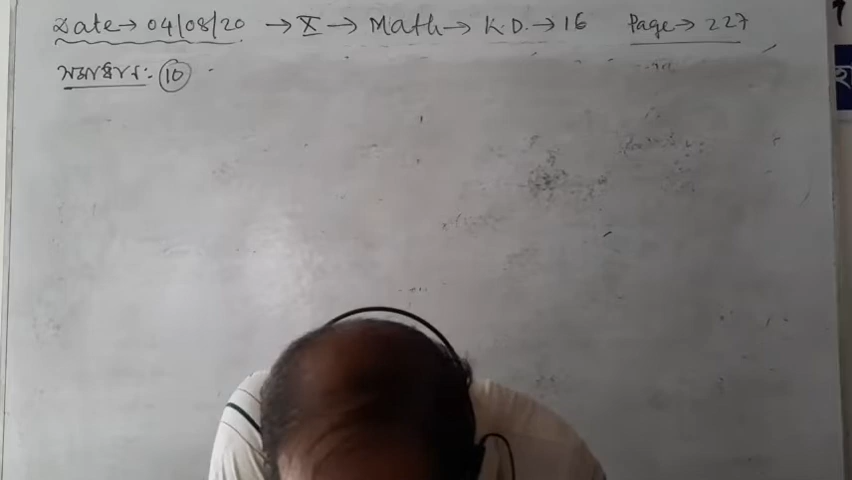 Date→ 04/08/20 → X → Math → K.D. → 16 Page→ 227
সমাধান :- 10